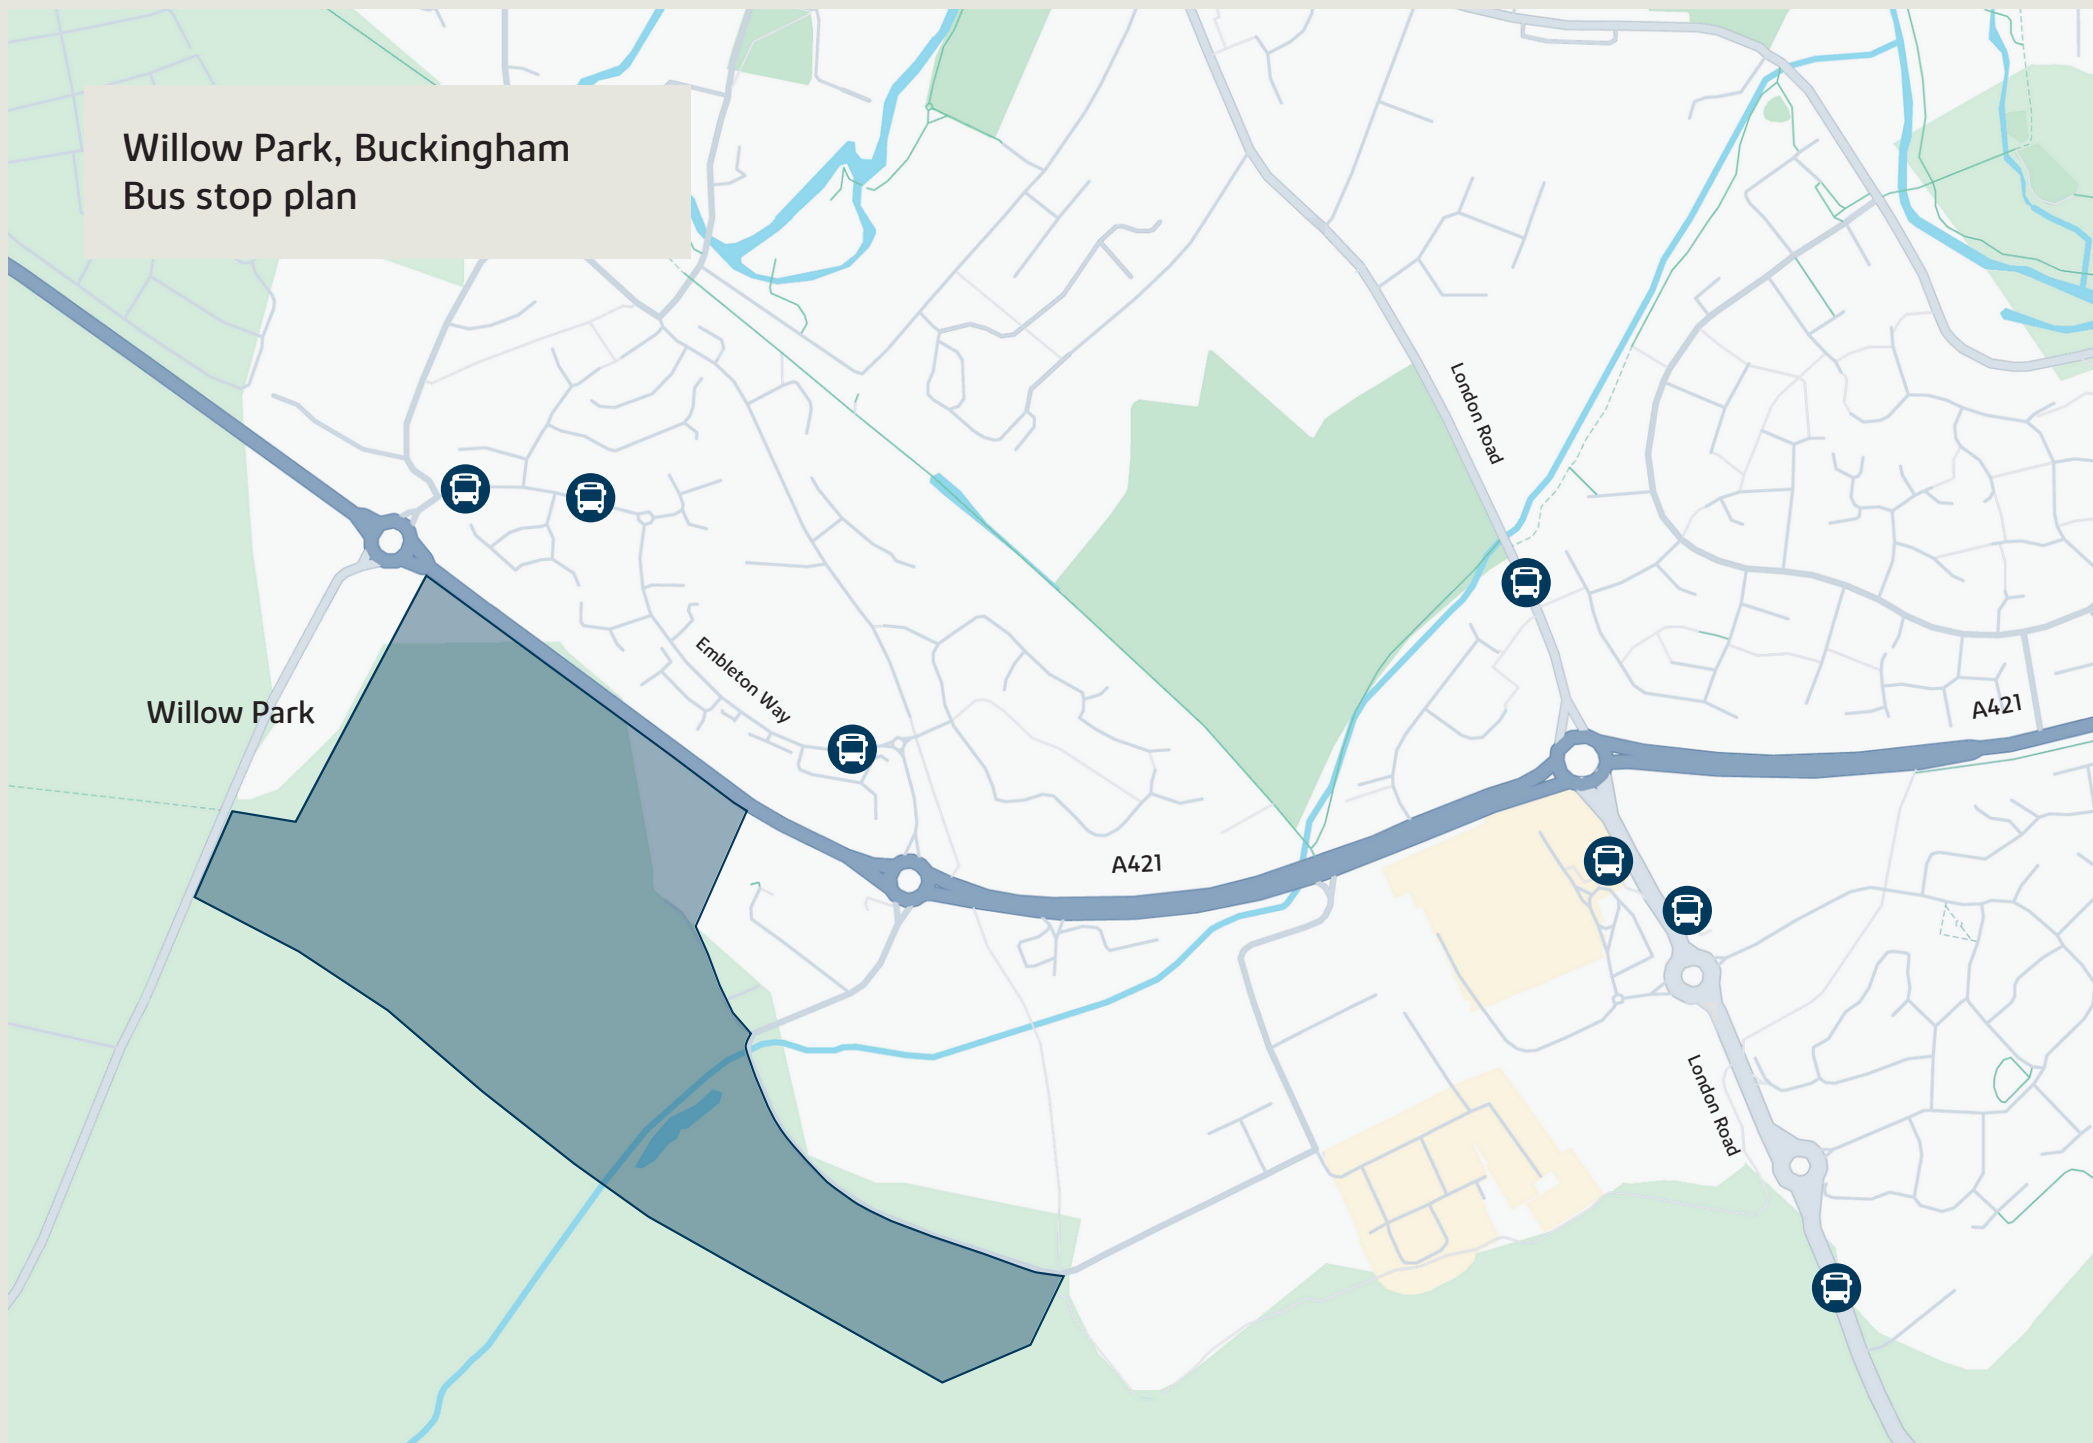 Willow Park, Buckingham
Bus stop plan
London Road
Embleton Way
Willow Park
A421
A421
London Road